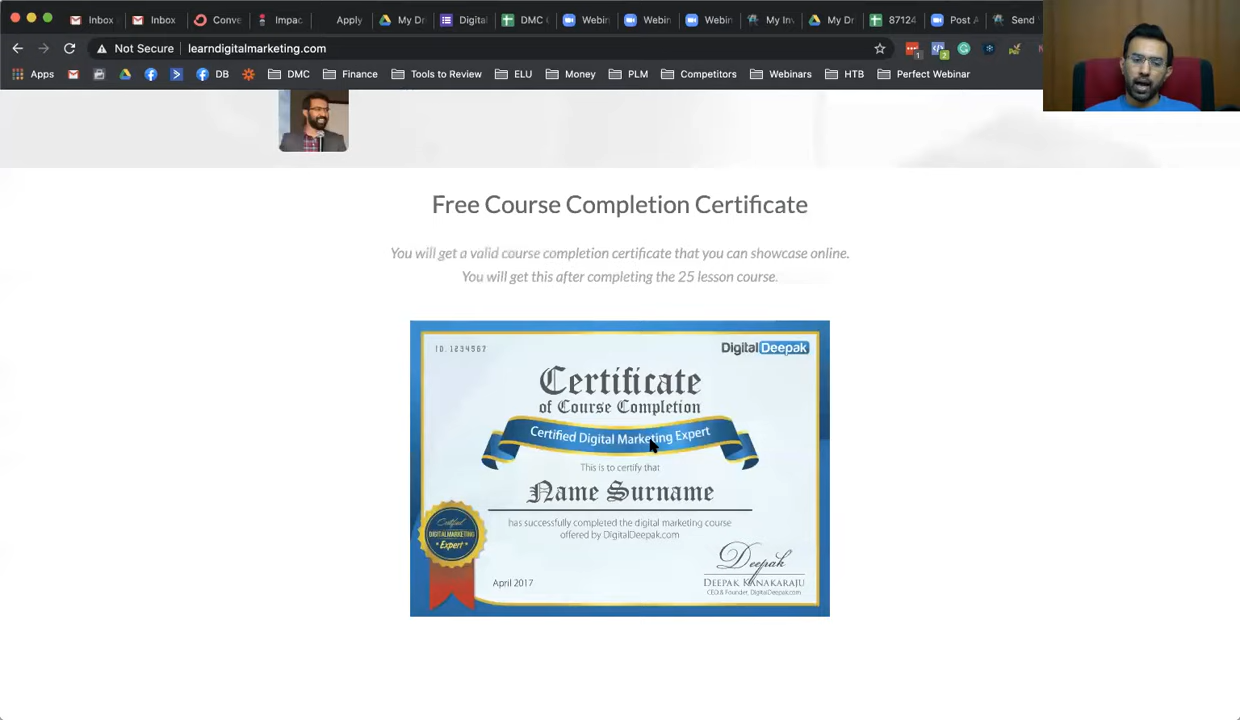 Inbox Inbox Conve Impac Apply My Dr Digital DMC Webin Webin Webin My Inv My Dr 87124 Post A Send
Not Secure learndigitalmarketing.com
Apps DB DMC Finance Tools to Review ELU Money PLM Competitors Webinars HTB Perfect Webinar
Free Course Completion Certificate
You will get a valid course completion certificate that you can showcase online.
You will get this after completing the 25 lesson course.
ID. 1234567
DigitalDeepak
Certificate
of Course Completion
Certified Digital Marketing Expert
This is to certify that
Name Surname
has successfully completed the digital marketing course
offered by DigitalDeepak.com
Certified
DIGITAL MARKETING
Expert
Deepak
April 2017
DEEPAK KANAKARAJU
CEO & Founder, DigitalDeepak.com